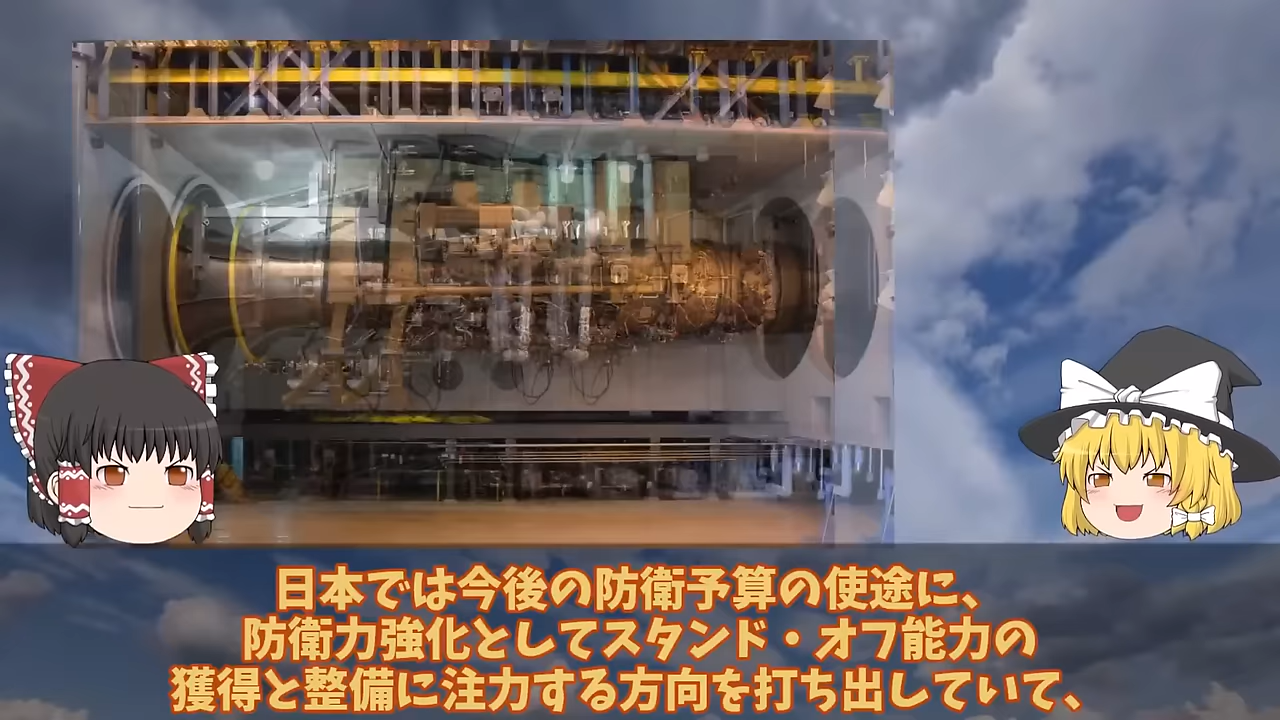 日本では今後の防衛予算の使途に、
防衛力強化としてスタンド・オフ能力の
獲得と整備に注力する方向を打ち出していて、